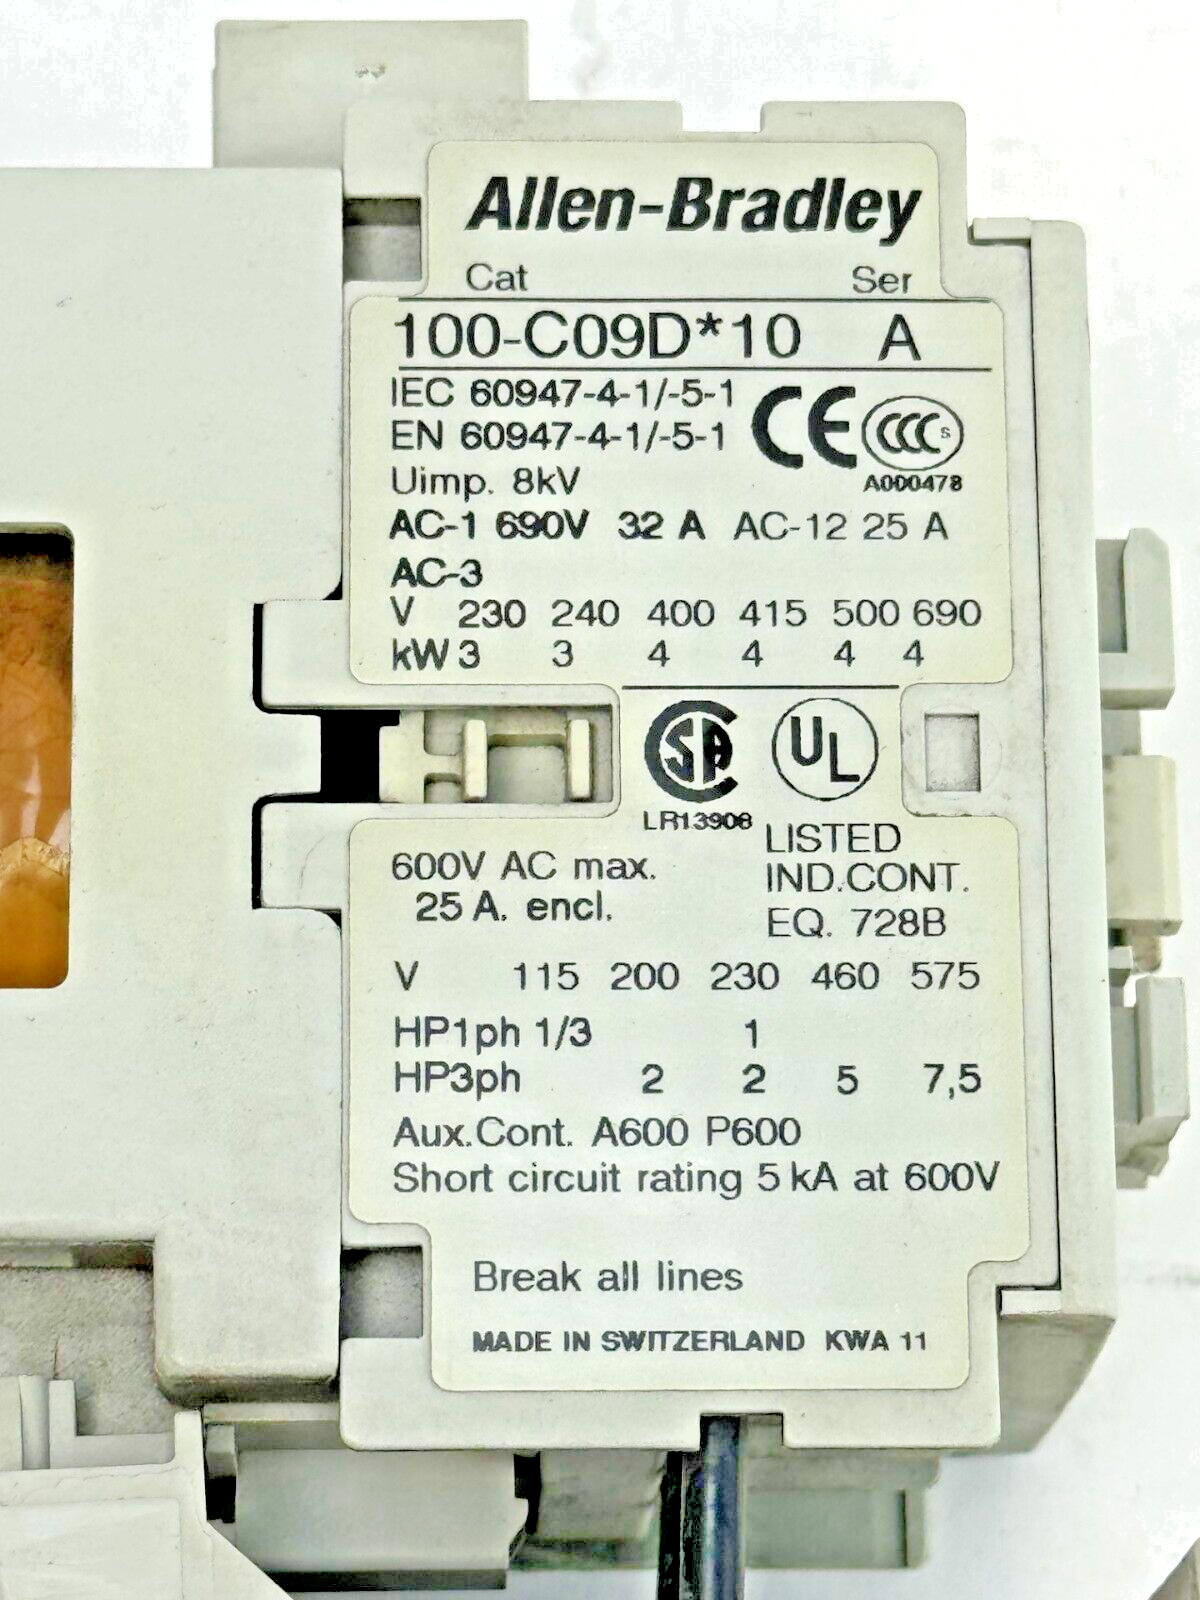 Allen-Bradley
Cat Ser
100-C09D*10 A
IEC 60947-4-1/-5-1
EN 60947-4-1/-5-1
CE CCC S
Uimp. 8kV A000478
AC-1 690V 32 A AC-12 25 A
AC-3
V 230 240 400 415 500 690
kW 3 3 4 4 4 4
SA UL
LR13908
LISTED
IND.CONT.
EQ. 728B
600V AC max.
25 A. encl.
V 115 200 230 460 575
HP1ph 1/3 1
HP3ph 2 2 5 7,5
Aux.Cont. A600 P600
Short circuit rating 5 kA at 600V
Break all lines
MADE IN SWITZERLAND KWA 11